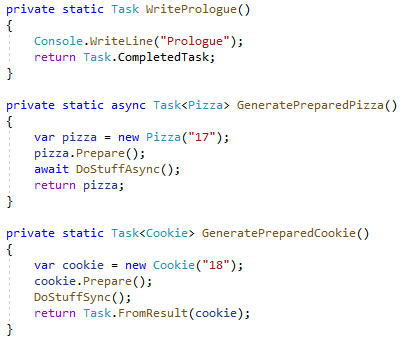 private static Task WritePrologue()
{
    Console.WriteLine("Prologue");
    return Task.CompletedTask;
}
private static async Task<Pizza> GeneratePreparedPizza()
{
    var pizza = new Pizza("17");
    pizza.Prepare();
    await DoStuffAsync();
    return pizza;
}
private static Task<Cookie> GeneratePreparedCookie()
{
    var cookie = new Cookie("18");
    cookie.Prepare();
    DoStuffSync();
    return Task.FromResult(cookie);
}